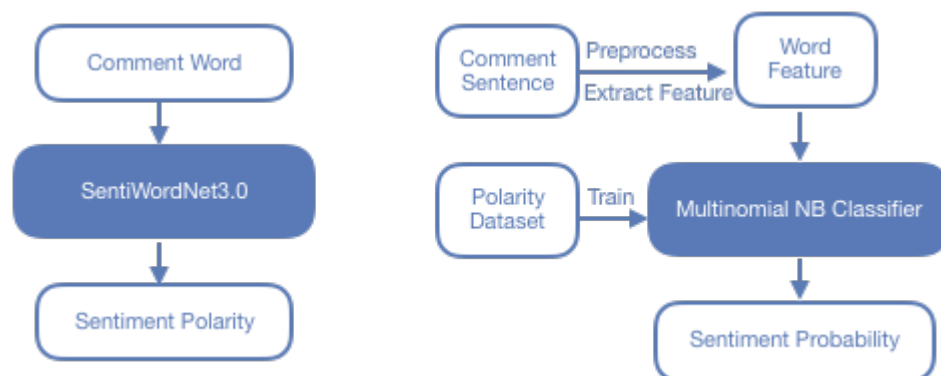 Comment Word
SentiWordNet3.0
Sentiment Polarity
Comment
Sentence
Preprocess
Extract Feature
Word
Feature
Polarity
Dataset
Train
Multinomial NB Classifier
Sentiment Probability